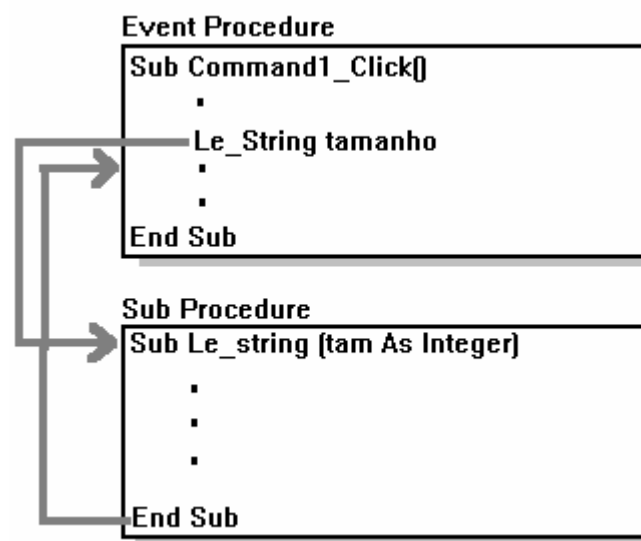 Event Procedure
Sub Command1_Click()
.
Le_String tamanho
.
.
End Sub
Sub Procedure
Sub Le_string (tam As Integer)
.
.
.
End Sub